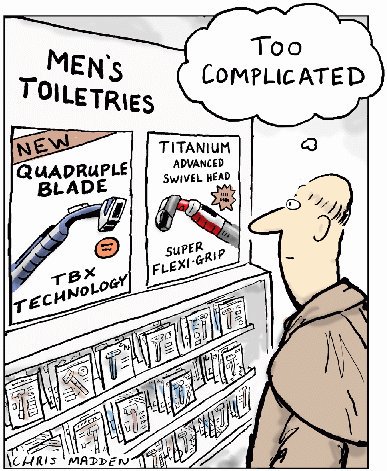 TOO
COMPLICATED
MEN'S
TOILETRIES
NEW
QUADRUPLE
BLADE
TBX
TECHNOLOGY
TITANIUM
ADVANCED
SWIVEL HEAD
SUPER
FLEXI-GRIP
CHRIS MADDEN